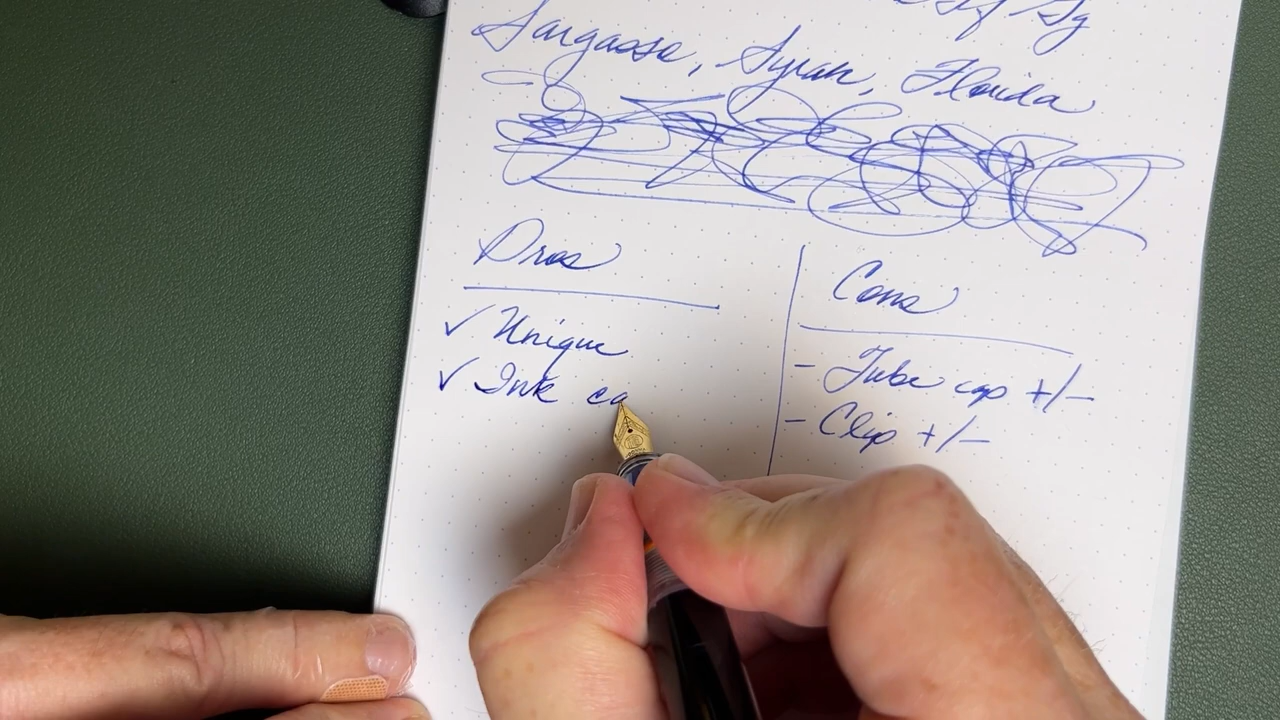 Sargasso, Syrah, Florida
Pros
Cons
✓ Unique
✓ Ink ca
- Tube cap +/-
- Clip +/-